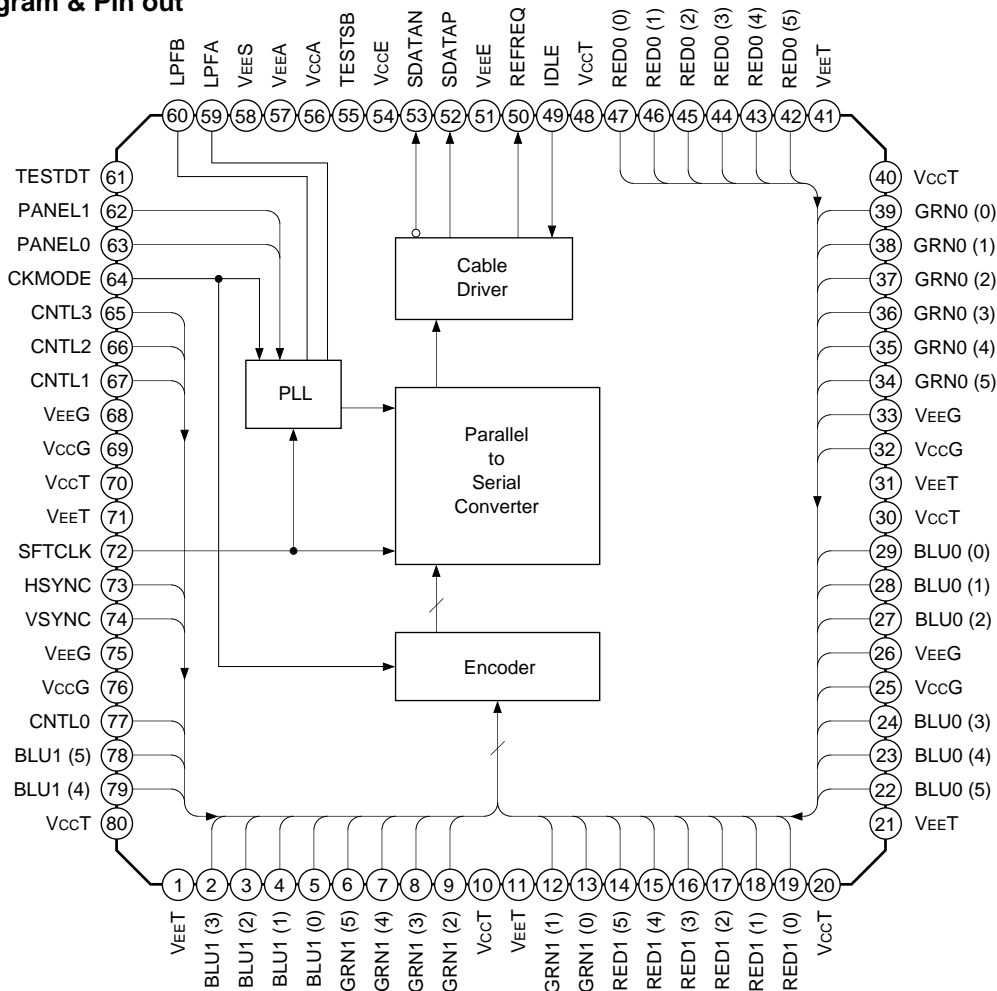 gram & Pin out
LPFB
LPFA
VEES
VEEA
VCCA
TESTSB
VCCE
SDATAN
SDATAP
VEEE
REFREQ
IDLE
VCCT
RED0 (0)
RED0 (1)
RED0 (2)
RED0 (3)
RED0 (4)
RED0 (5)
VEET
60 59 58 57 56 55 54 53 52 51 50 49 48 47 46 45 44 43 42 41
TESTDT 61
PANEL1 62
PANEL0 63
CKMODE 64
CNTL3 65
CNTL2 66
CNTL1 67
VEEG 68
VCCG 69
VCCT 70
VEET 71
SFTCLK 72
HSYNC 73
VSYNC 74
VEEG 75
VCCG 76
CNTL0 77
BLU1 (5) 78
BLU1 (4) 79
VCCT 80
Cable
Driver
PLL
Parallel
to
Serial
Converter
Encoder
40 VCCT
39 GRN0 (0)
38 GRN0 (1)
37 GRN0 (2)
36 GRN0 (3)
35 GRN0 (4)
34 GRN0 (5)
33 VEEG
32 VCCG
31 VEET
30 VCCT
29 BLU0 (0)
28 BLU0 (1)
27 BLU0 (2)
26 VEEG
25 VCCG
24 BLU0 (3)
23 BLU0 (4)
22 BLU0 (5)
21 VEET
1 2 3 4 5 6 7 8 9 10 11 12 13 14 15 16 17 18 19 20
VEET
BLU1 (3)
BLU1 (2)
BLU1 (1)
BLU1 (0)
GRN1 (5)
GRN1 (4)
GRN1 (3)
GRN1 (2)
VCCT
VEET
GRN1 (1)
GRN1 (0)
RED1 (5)
RED1 (4)
RED1 (3)
RED1 (2)
RED1 (1)
RED1 (0)
VCCT